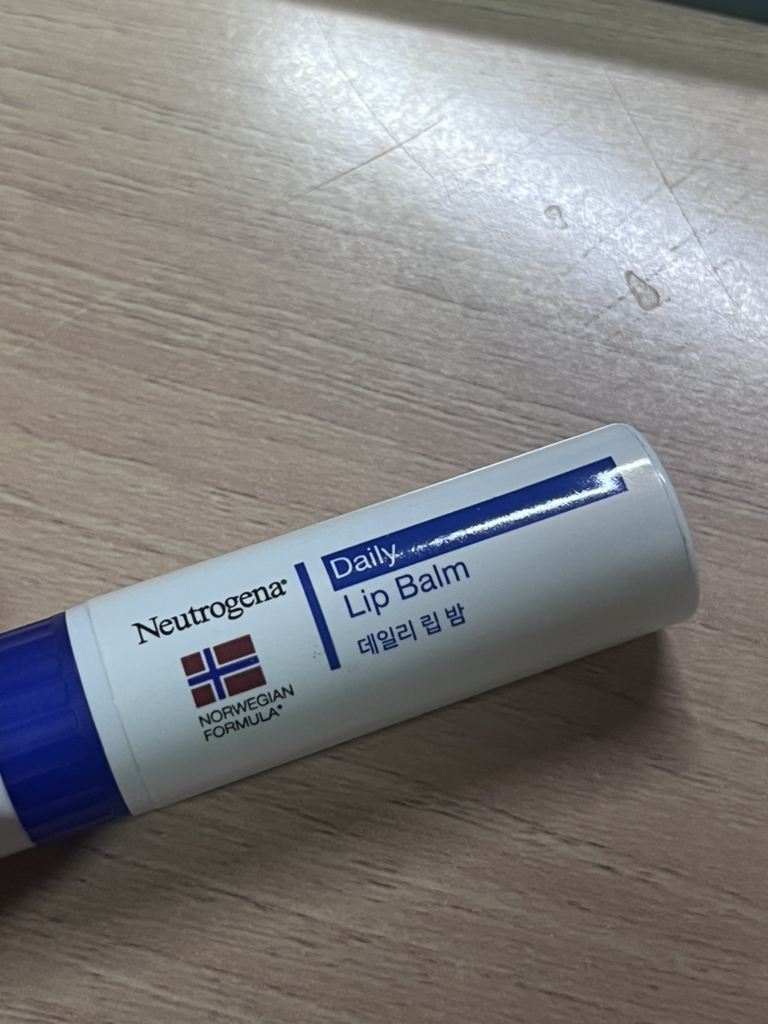 Neutrogena®
NORWEGIAN
FORMULA®
Daily
Lip Balm
데일리 립 밤